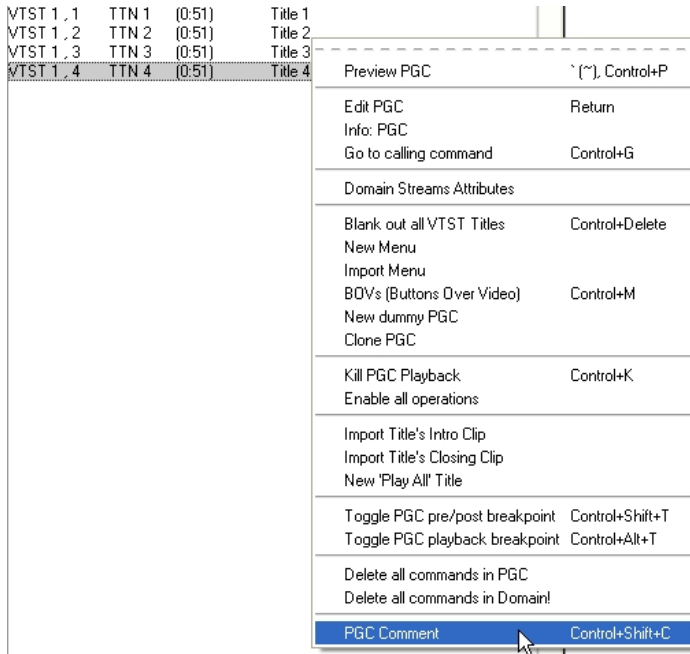 VTST 1 , 1 TTN 1 (0:51) Title 1
VTST 1 , 2 TTN 2 (0:51) Title 2
VTST 1 , 3 TTN 3 (0:51) Title 3
VTST 1 , 4 TTN 4 (0:51) Title 4
Preview PGC ` (~), Control+P
Edit PGC Return
Info: PGC
Go to calling command Control+G
Domain Streams Attributes
Blank out all VTST Titles Control+Delete
New Menu
Import Menu
BOVs (Buttons Over Video) Control+M
New dummy PGC
Clone PGC
Kill PGC Playback Control+K
Enable all operations
Import Title's Intro Clip
Import Title's Closing Clip
New 'Play All' Title
Toggle PGC pre/post breakpoint Control+Shift+T
Toggle PGC playback breakpoint Control+Alt+T
Delete all commands in PGC
Delete all commands in Domain!
PGC Comment Control+Shift+C